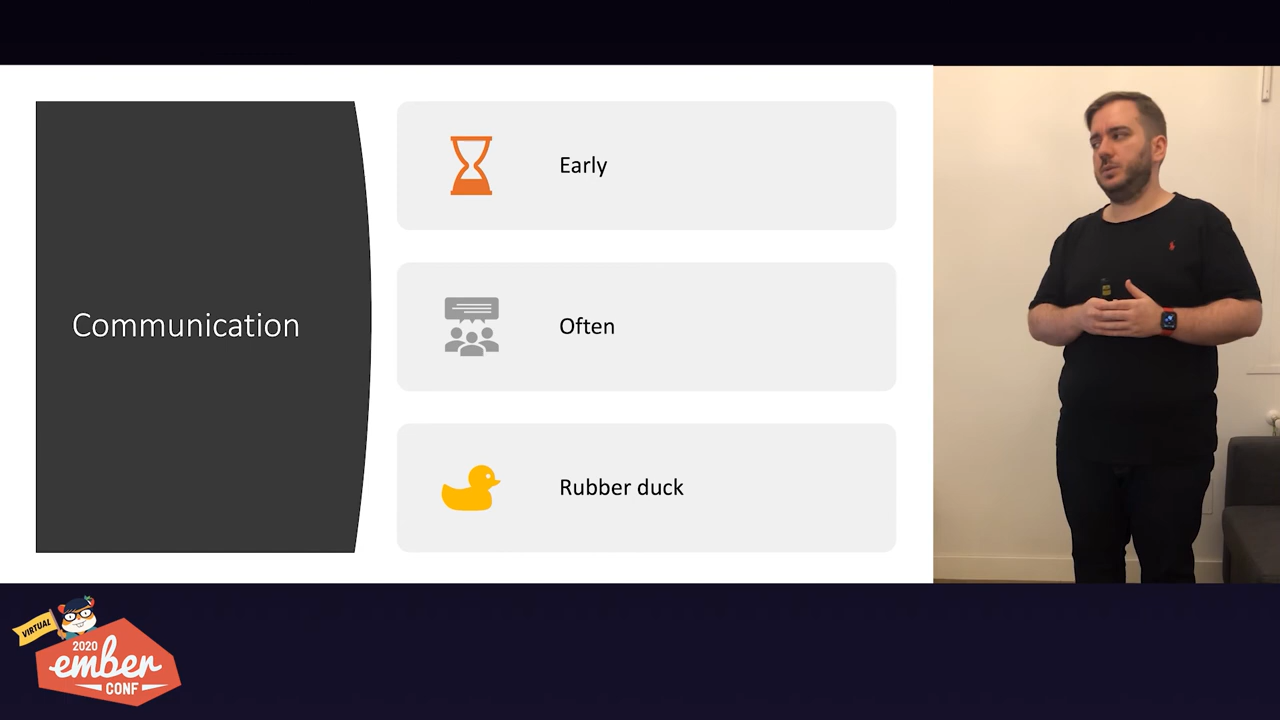 Communication
Early
Often
Rubber duck
VIRTUAL
2020
ember
CONF